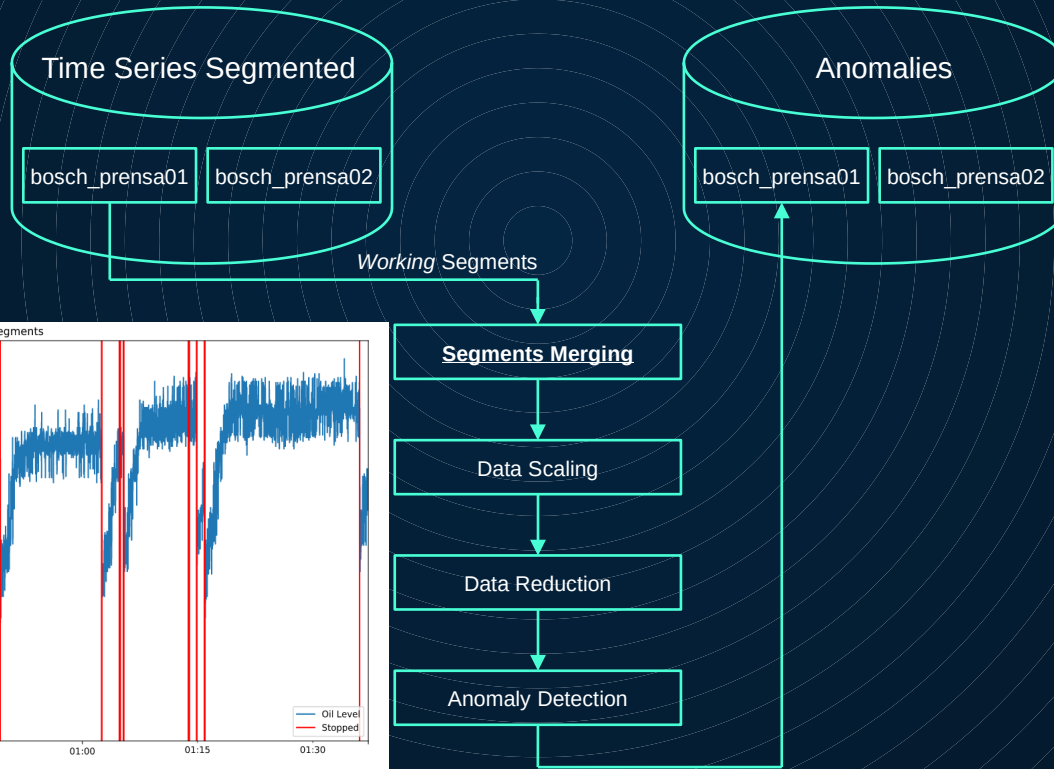 Time Series Segmented
Anomalies
bosch_prensa01
bosch_prensa02
bosch_prensa01
bosch_prensa02
Working Segments
Segments Merging
Data Scaling
Data Reduction
Anomaly Detection
egments
Oil Level
Stopped
01:00
01:15
01:30